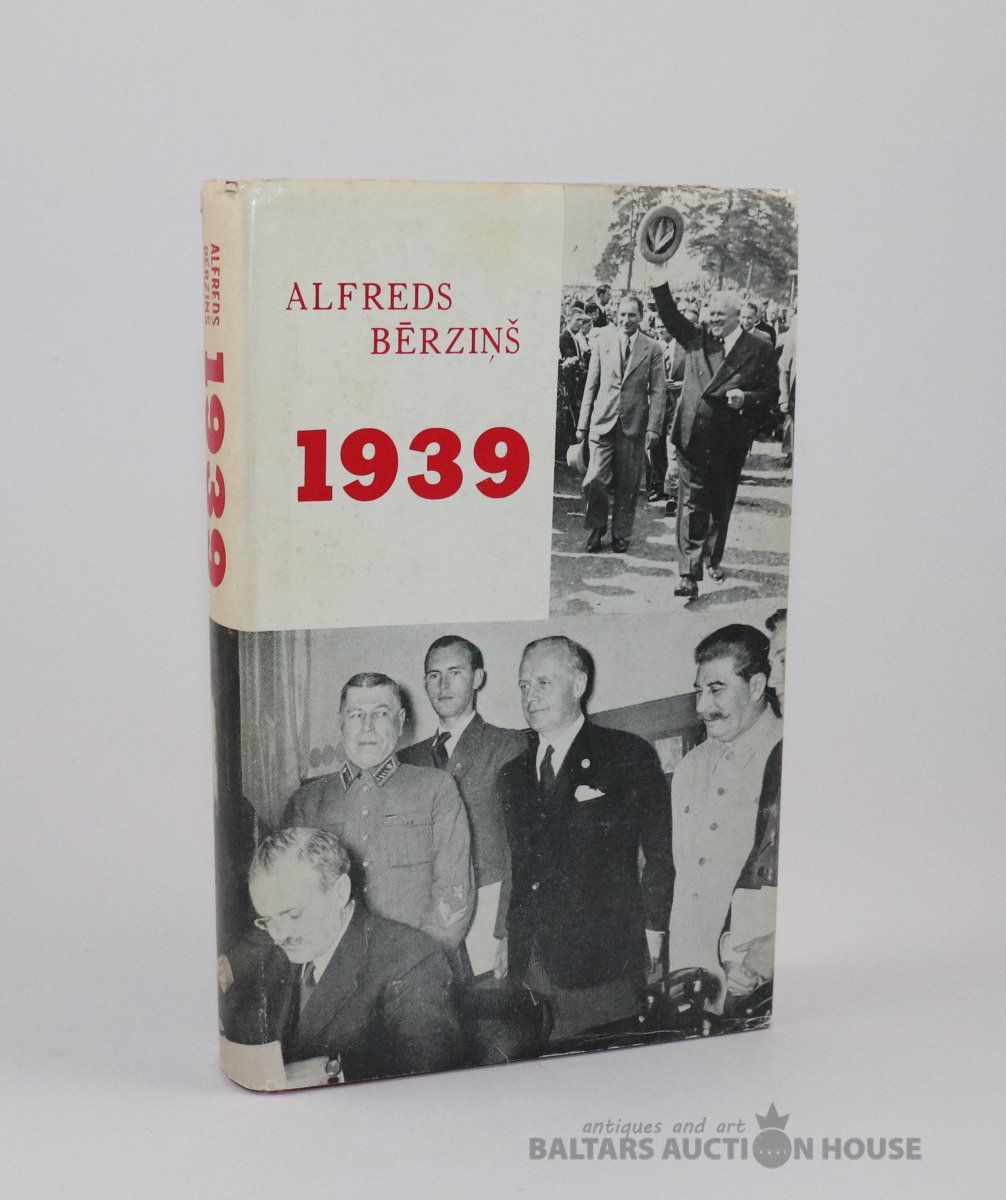 ALFREDS
BĒRZIŅŠ
1939
ALFREDS
BĒRZIŅŠ
1939
antiques and art
BALTARS AUCTION HOUSE